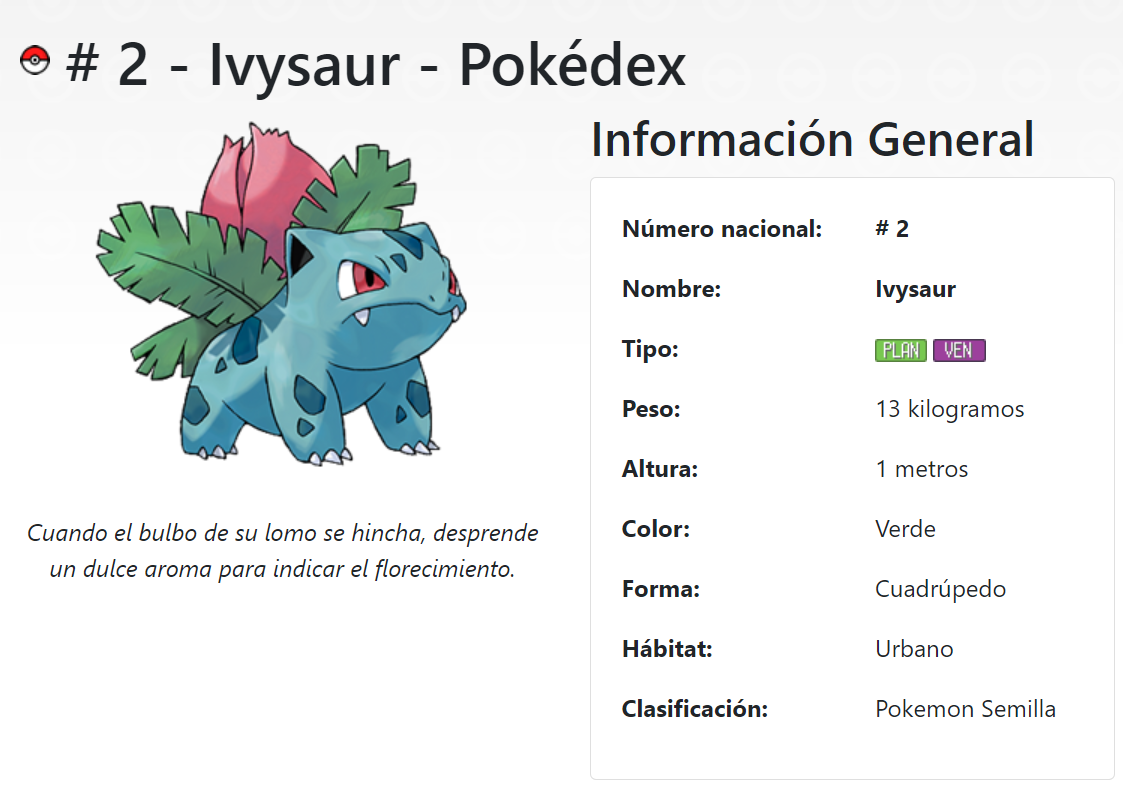 # 2 - Ivysaur - Pokédex
Cuando el bulbo de su lomo se hincha, desprende
un dulce aroma para indicar el florecimiento.
Información General
Número nacional: # 2
Nombre: Ivysaur
Tipo: PLAN VEN
Peso: 13 kilogramos
Altura: 1 metros
Color: Verde
Forma: Cuadrúpedo
Hábitat: Urbano
Clasificación: Pokemon Semilla